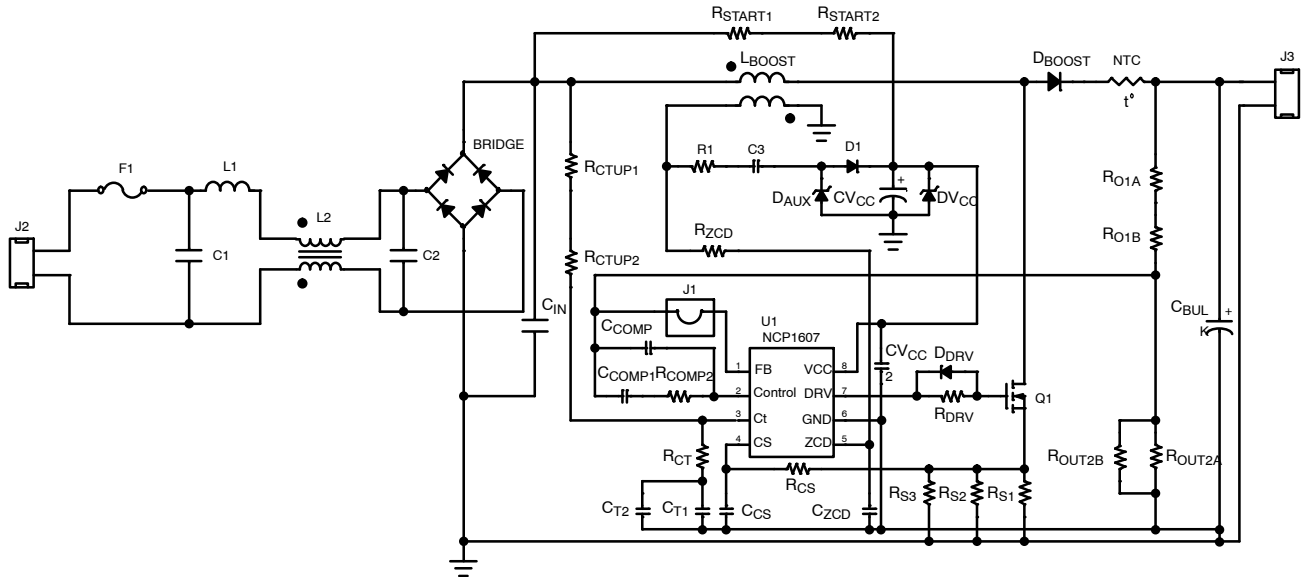 RSTART1
RSTART2
LBOOST
DBOOST
NTC
t°
J3
BRIDGE
F1
L1
L2
J2
C1
C2
RCTUP1
R1
C3
D1
DAUX
CVCC
+
DVCC
RO1A
RZCD
RO1B
RCTUP2
CIN
J1
CCOMP
U1
NCP1607
CBUL
K
+
CCOMP1
RCOMP2
1
FB
VCC
8
CVCC
2
DDRV
2
Control
DRV
7
RDRV
Q1
3
Ct
GND
6
4
CS
ZCD
5
RCT
RCS
ROUT2B
ROUT2A
RS3
RS2
RS1
CT2
CT1
CCS
CZCD